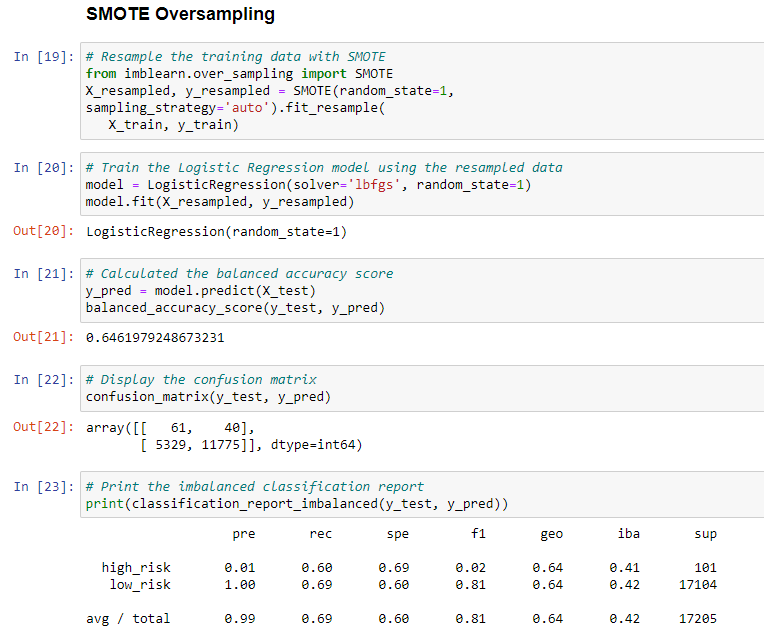 SMOTE Oversampling
In [19]: # Resample the training data with SMOTE
from imblearn.over_sampling import SMOTE
X_resampled, y_resampled = SMOTE(random_state=1,
sampling_strategy='auto').fit_resample(
   X_train, y_train)
In [20]: # Train the Logistic Regression model using the resampled data
model = LogisticRegression(solver='lbfgs', random_state=1)
model.fit(X_resampled, y_resampled)
Out[20]: LogisticRegression(random_state=1)
In [21]: # Calculated the balanced accuracy score
y_pred = model.predict(X_test)
balanced_accuracy_score(y_test, y_pred)
Out[21]: 0.6461979248673231
In [22]: # Display the confusion matrix
confusion_matrix(y_test, y_pred)
Out[22]: array([[   61,    40],
       [ 5329, 11775]], dtype=int64)
In [23]: # Print the imbalanced classification report
print(classification_report_imbalanced(y_test, y_pred))
                   pre       rec       spe        f1       geo       iba       sup
  high_risk       0.01      0.60      0.69      0.02      0.64      0.41       101
   low_risk       1.00      0.69      0.60      0.81      0.64      0.42     17104
avg / total       0.99      0.69      0.60      0.81      0.64      0.42     17205